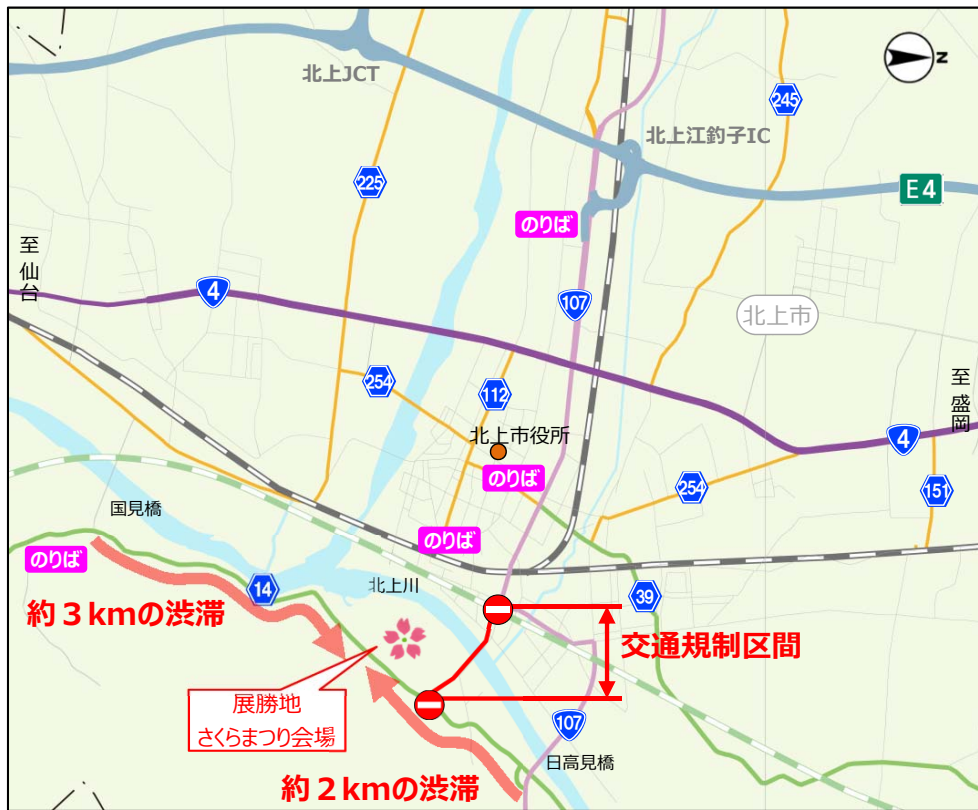 N
北上JCT
245
北上江釣子IC
225
E4
のりば
至仙台
4
107
北上市
254
112
至盛岡
北上市役所
4
のりば
254
151
国見橋
のりば
のりば
14
北上川
39
約3kmの渋滞
交通規制区間
展勝地
さくらまつり会場
107
日高見橋
約2kmの渋滞